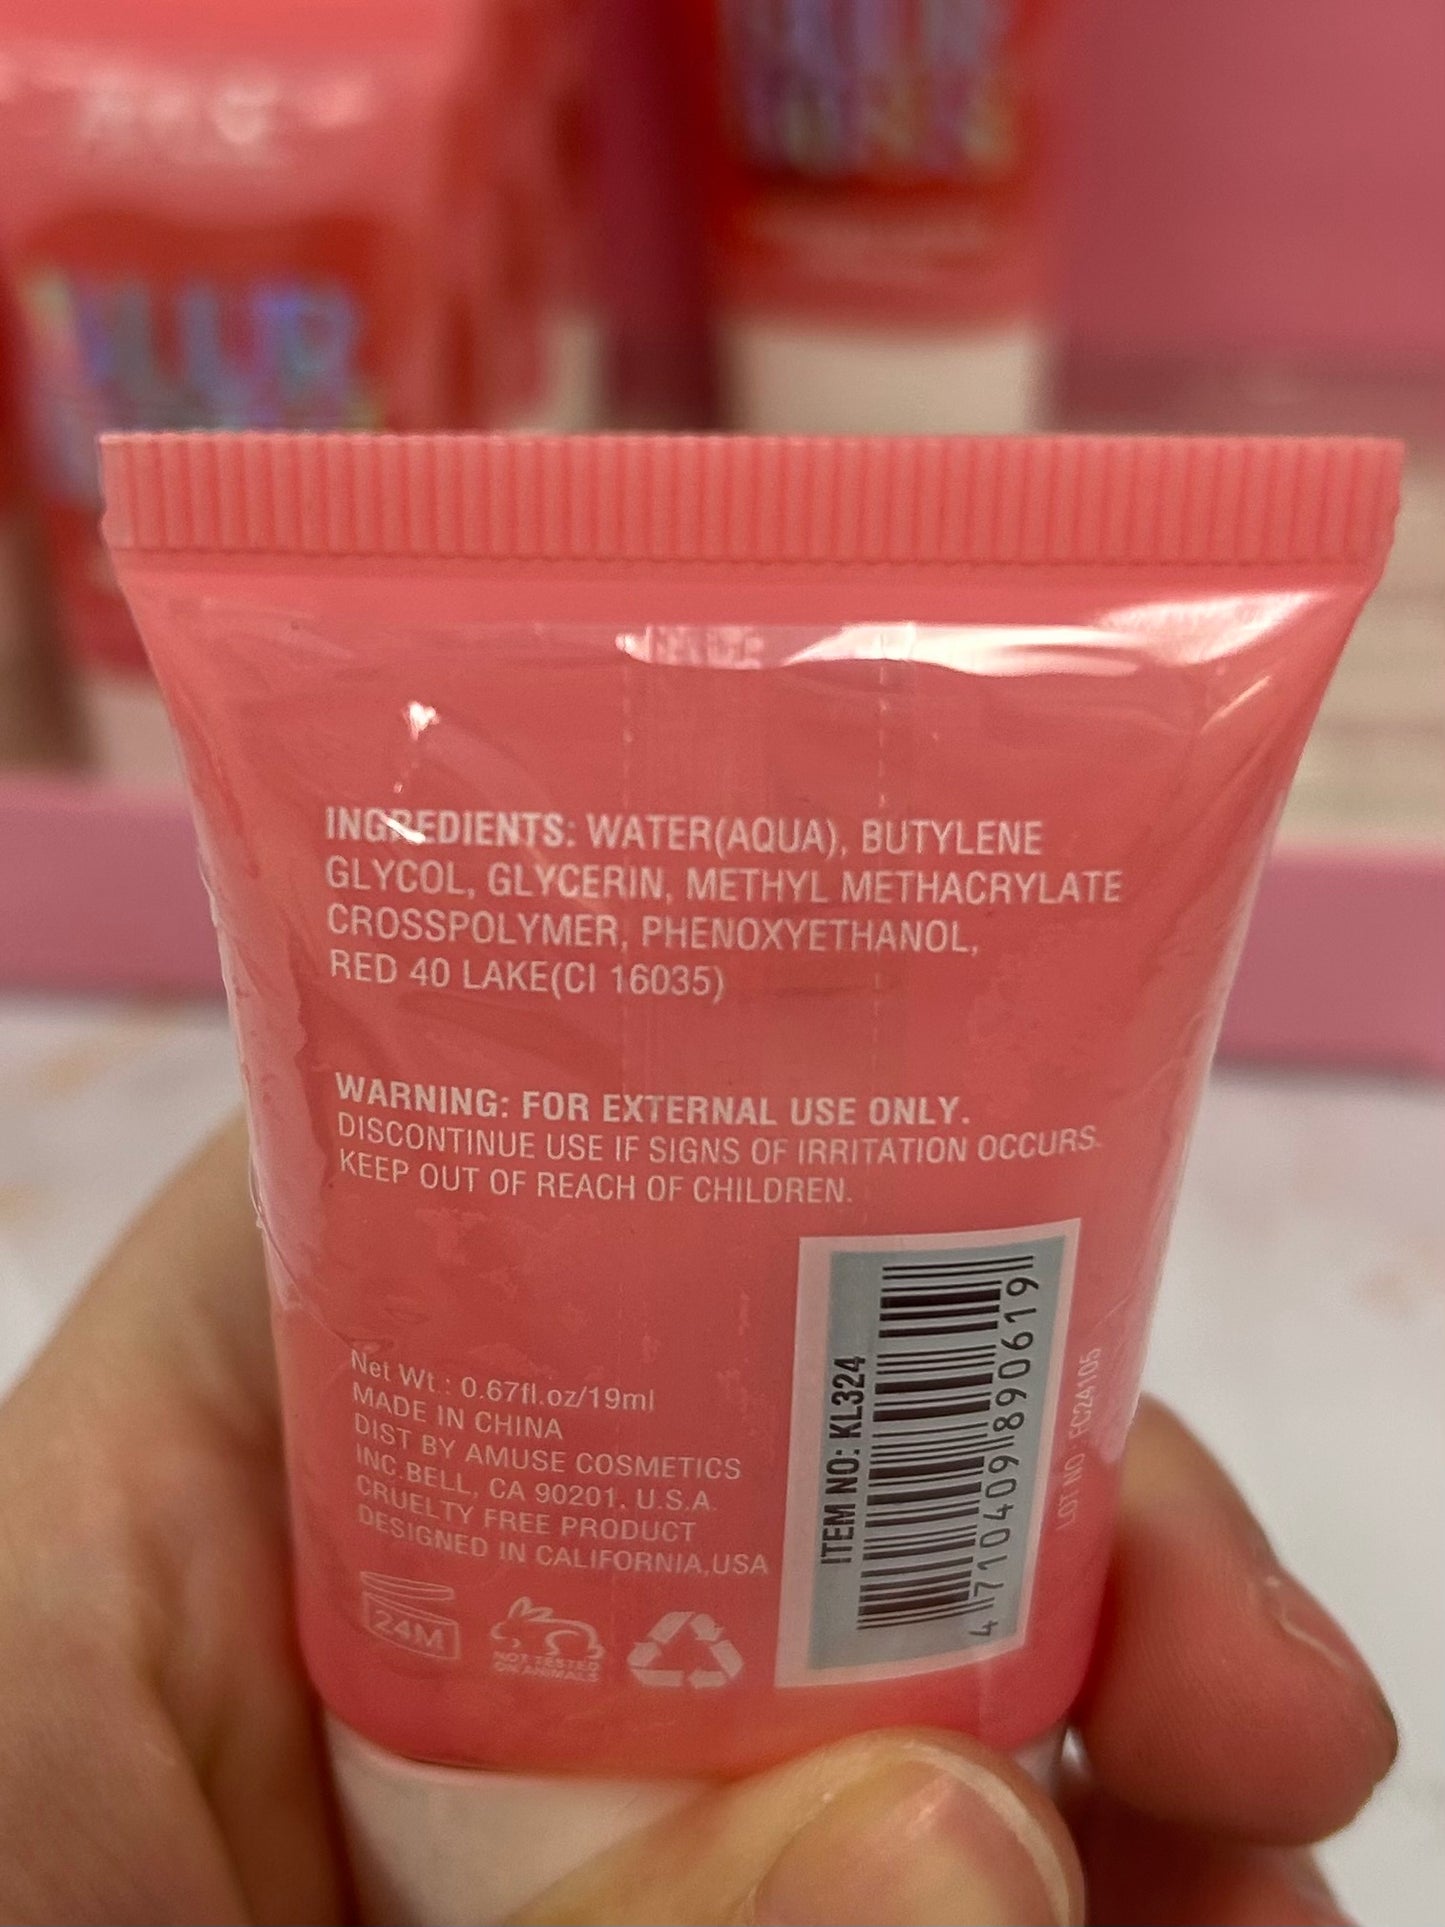 INGREDIENTS: WATER(AQUA), BUTYLENE
GLYCOL, GLYCERIN, METHYL METHACRYLATE
CROSSPOLYMER, PHENOXYETHANOL,
RED 40 LAKE(CI 16035)
WARNING: FOR EXTERNAL USE ONLY.
DISCONTINUE USE IF SIGNS OF IRRITATION OCCURS.
KEEP OUT OF REACH OF CHILDREN.
Net Wt.: 0.67fl.oz/19ml
MADE IN CHINA
DIST BY AMUSE COSMETICS
INC.BELL, CA 90201. U.S.A.
CRUELTY FREE PRODUCT
DESIGNED IN CALIFORNIA,USA
24M
NOT TESTED
ON ANIMALS
ITEM NO: KL324
4710409890619
LOT NO: FC24105